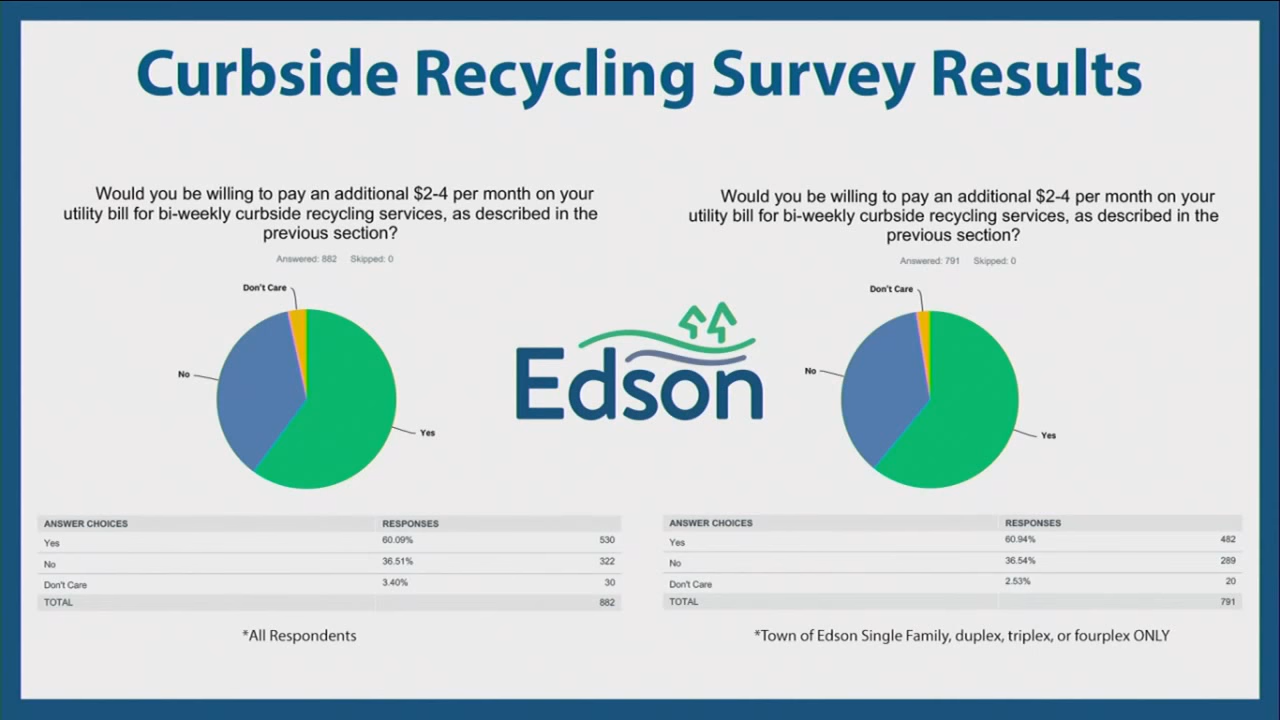 Curbside Recycling Survey Results
Would you be willing to pay an additional $2-4 per month on your
utility bill for bi-weekly curbside recycling services, as described in the
previous section?
Answered: 882 Skipped: 0
Don't Care
No
Yes
ANSWER CHOICES RESPONSES
Yes 60.09% 530
No 36.51% 322
Don't Care 3.40% 30
TOTAL 882
*All Respondents
Edson
Would you be willing to pay an additional $2-4 per month on your
utility bill for bi-weekly curbside recycling services, as described in the
previous section?
Answered: 791 Skipped: 0
Don't Care
No
Yes
ANSWER CHOICES RESPONSES
Yes 60.94% 482
No 36.54% 289
Don't Care 2.53% 20
TOTAL 791
*Town of Edson Single Family, duplex, triplex, or fourplex ONLY